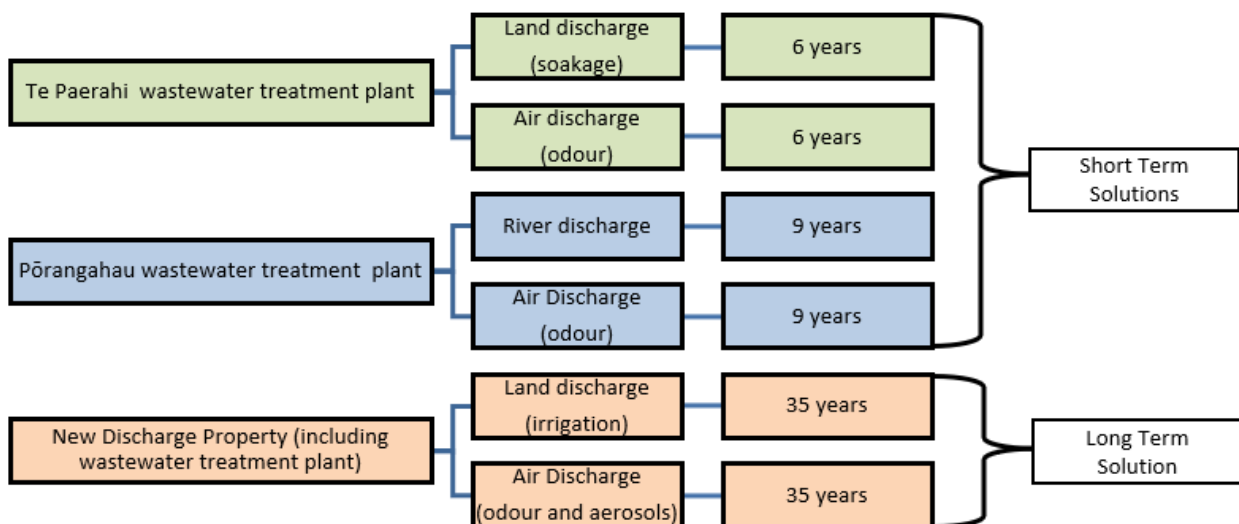 Te Paerahi wastewater treatment plant
Land discharge
(soakage)
6 years
Air discharge
(odour)
6 years
Pōrangahau wastewater treatment plant
River discharge
9 years
Air Discharge
(odour)
9 years
Short Term
Solutions
New Discharge Property (including
wastewater treatment plant)
Land discharge
(irrigation)
35 years
Air Discharge
(odour and aerosols)
35 years
Long Term
Solution